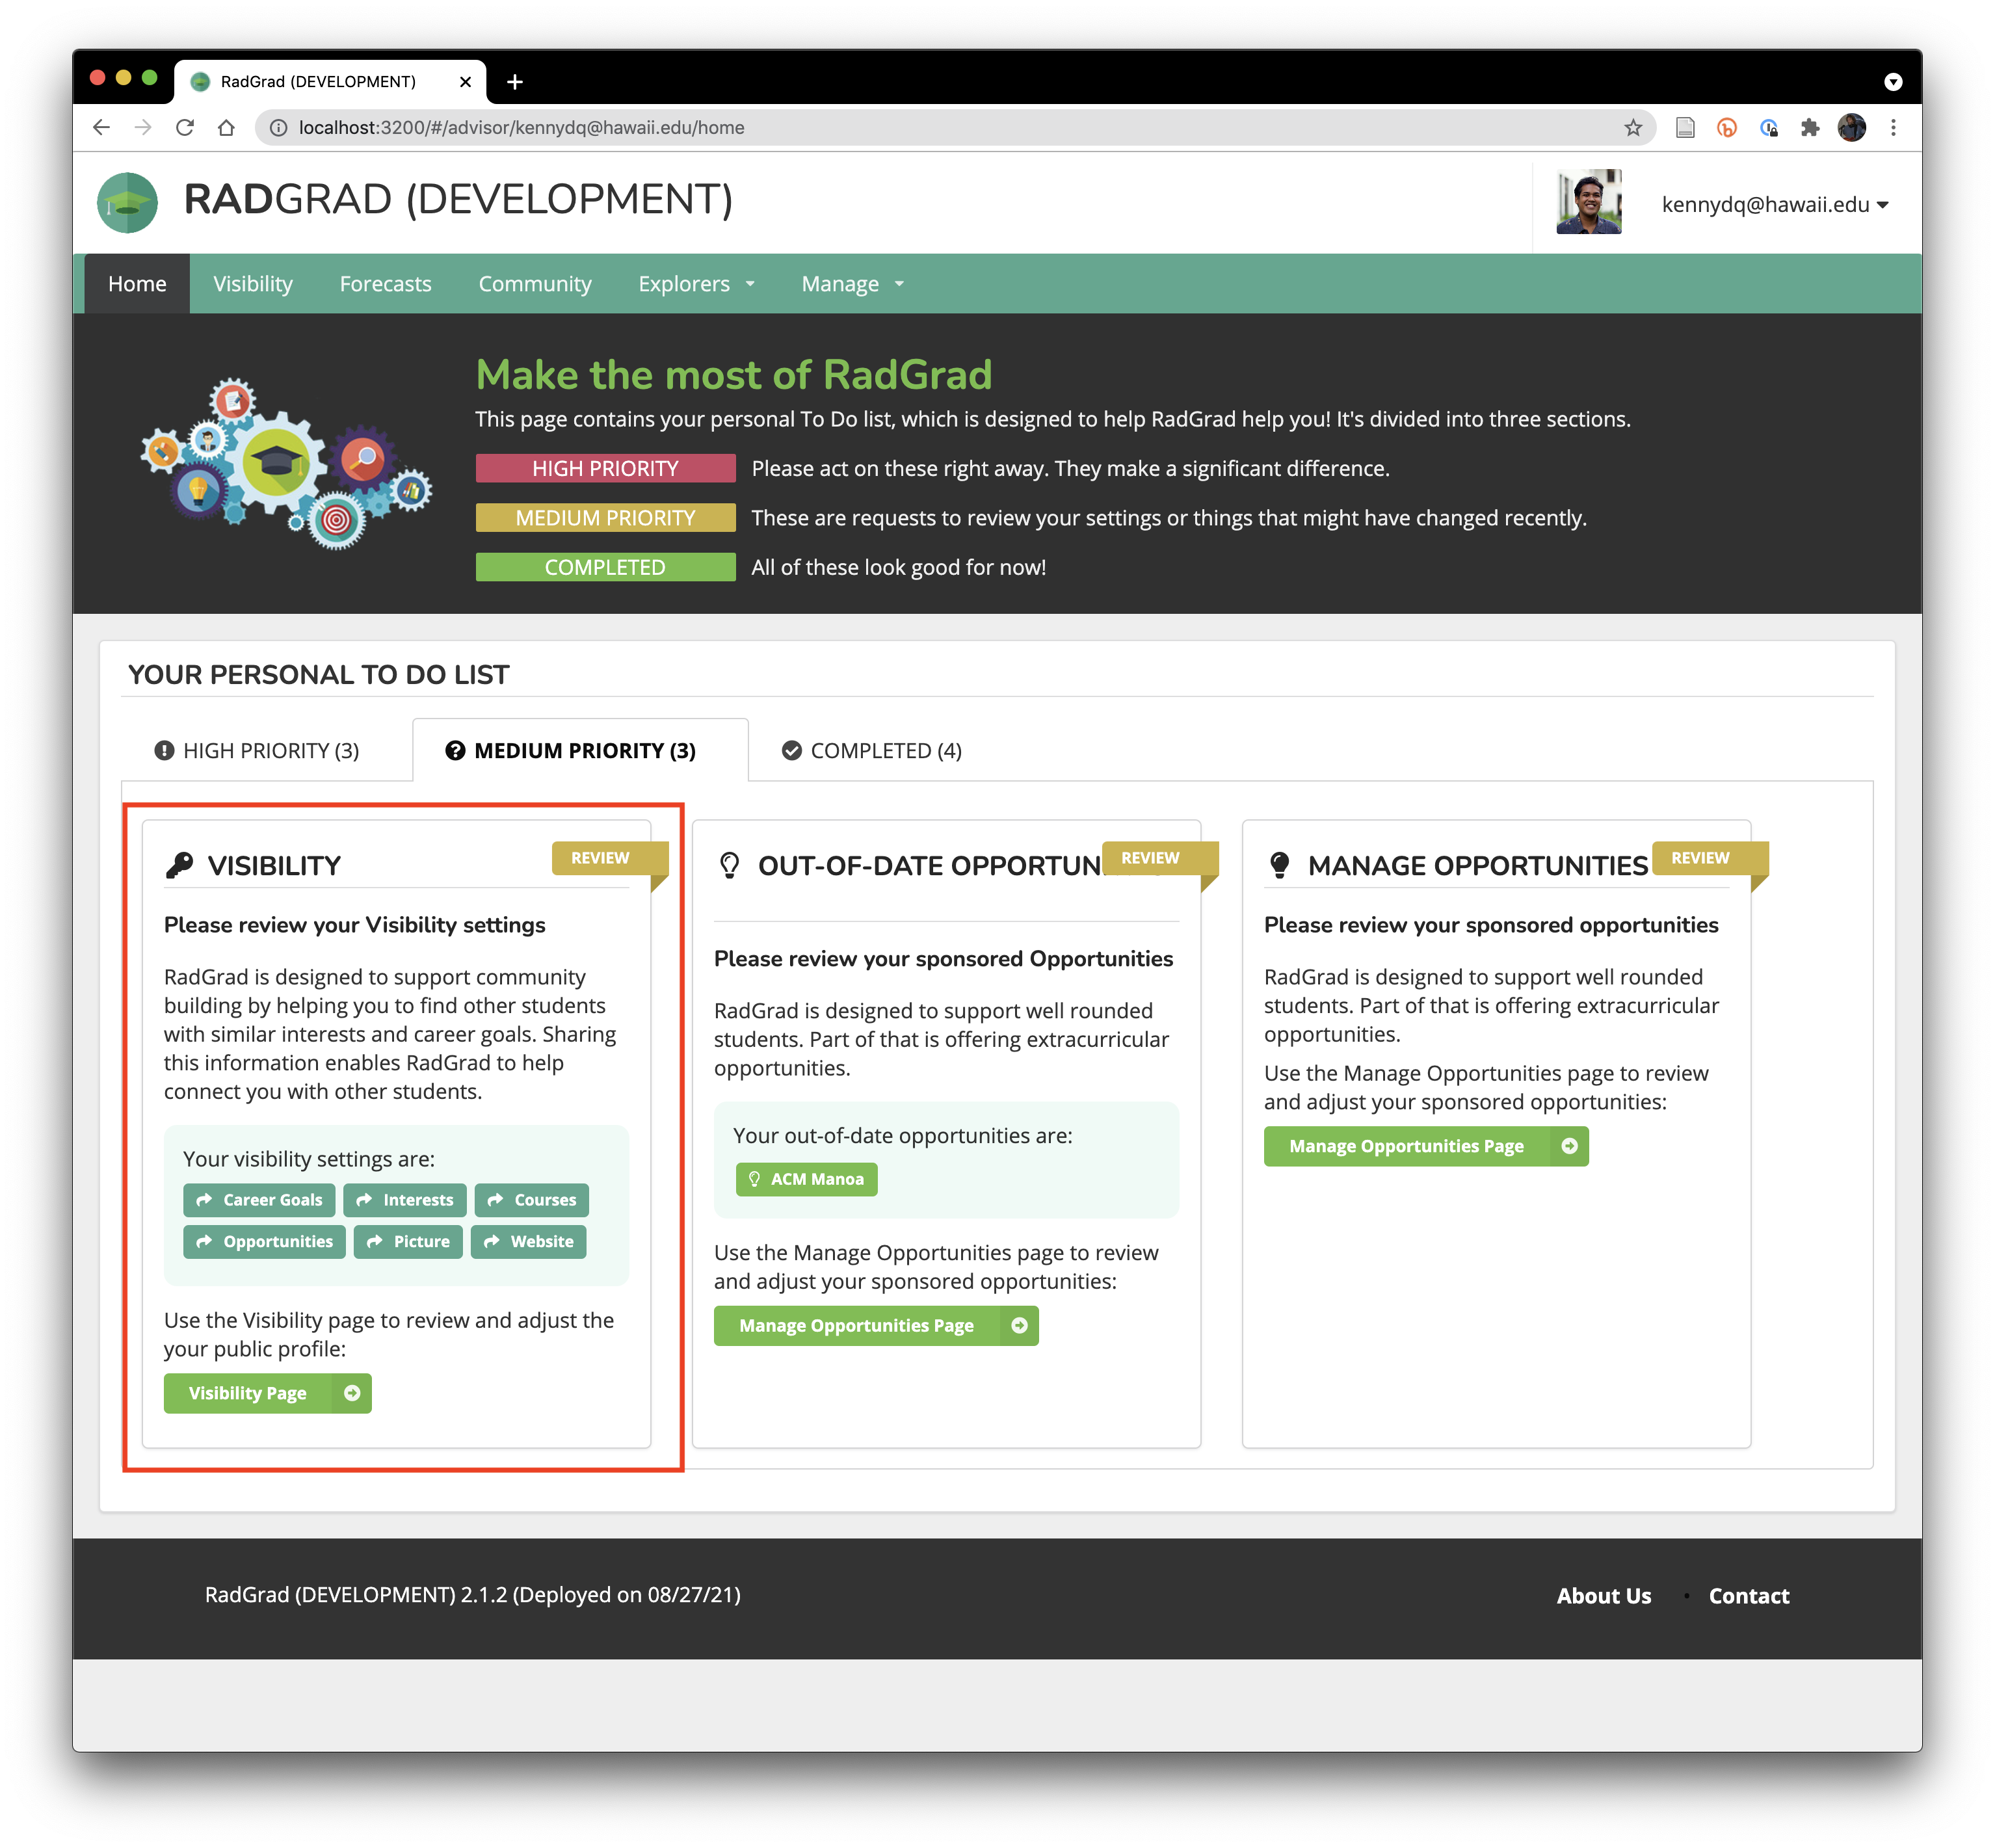 RadGrad (DEVELOPMENT)
localhost:3200/#/advisor/kennydq@hawaii.edu/home
RADGRAD (DEVELOPMENT)
kennydq@hawaii.edu
Home Visibility Forecasts Community Explorers Manage
Make the most of RadGrad
This page contains your personal To Do list, which is designed to help RadGrad help you! It's divided into three sections.
HIGH PRIORITY Please act on these right away. They make a significant difference.
MEDIUM PRIORITY These are requests to review your settings or things that might have changed recently.
COMPLETED All of these look good for now!
YOUR PERSONAL TO DO LIST
HIGH PRIORITY (3) MEDIUM PRIORITY (3) COMPLETED (4)
VISIBILITY
REVIEW
Please review your Visibility settings
RadGrad is designed to support community
building by helping you to find other students
with similar interests and career goals. Sharing
this information enables RadGrad to help
connect you with other students.
Your visibility settings are:
Career Goals Interests Courses
Opportunities Picture Website
Use the Visibility page to review and adjust the
your public profile:
Visibility Page
OUT-OF-DATE OPPORTUN
REVIEW
Please review your sponsored Opportunities
RadGrad is designed to support well rounded
students. Part of that is offering extracurricular
opportunities.
Your out-of-date opportunities are:
ACM Manoa
Use the Manage Opportunities page to review
and adjust your sponsored opportunities:
Manage Opportunities Page
MANAGE OPPORTUNITIES
REVIEW
Please review your sponsored opportunities
RadGrad is designed to support well rounded
students. Part of that is offering extracurricular
opportunities.
Use the Manage Opportunities page to review
and adjust your sponsored opportunities:
Manage Opportunities Page
RadGrad (DEVELOPMENT) 2.1.2 (Deployed on 08/27/21)
About Us • Contact